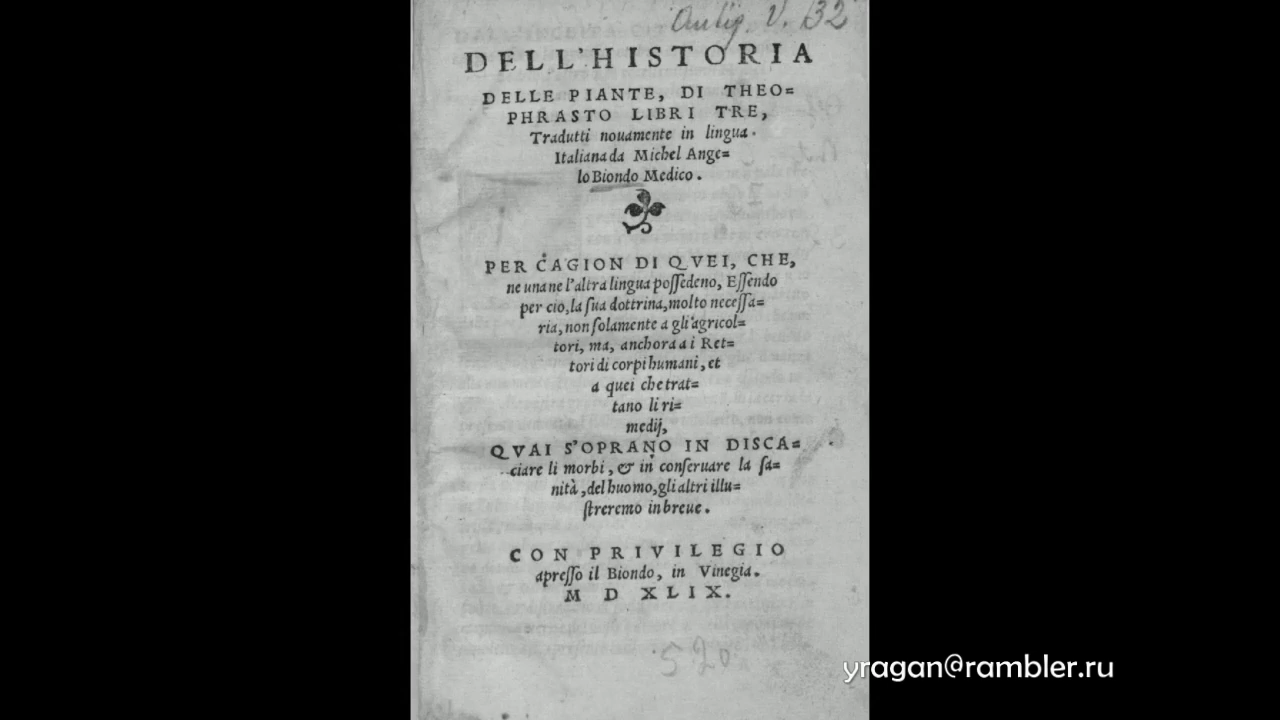 Antiq. V. B2
DELL'HISTORIA
DELLE PIANTE, DI THEO=
PHRASTO LIBRI TRE,
Tradutti nouamente in lingua.
Italiana da Michel Ange=
lo Biondo Medico.
PER CAGION DI QVEI, CHE,
ne una ne l'altra lingua poſſedeno, Eſſendo
per cio, la ſua dottrina, molto neceſſa=
ria, non ſolamente a gli agricol=
tori, ma, anchora a i Ret=
tori di corpi humani, et
a quei che trat=
tano li ri=
medij,
QVAI S'OPRANO IN DISCA=
ciare li morbi, & in conſeruare la ſa=
nità, del huomo, gli altri illu=
ſtreremo in breue.
CON PRIVILEGIO
apreſſo il Biondo, in Vinegia.
M D XLIX.
520
yragan@rambler.ru